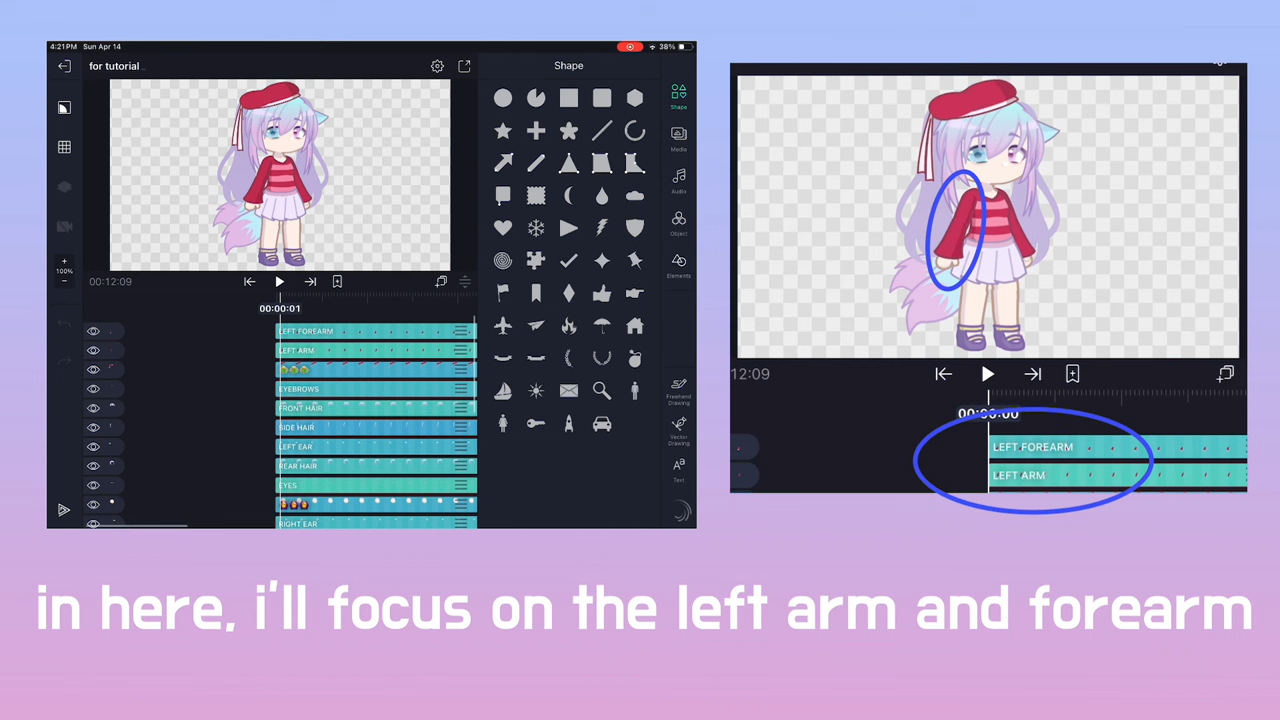 4:21PM Sun Apr 14
38%
for tutorial
Shape
Shape
Media
Audio
Object
Elements
Freehand
Drawing
Vector
Drawing
Text
100%
00:12:09
00:00:01
LEFT FOREARM
LEFT ARM
EYEBROWS
FRONT HAIR
SIDE HAIR
LEFT EAR
REAR HAIR
EYES
RIGHT EAR
12:09
00:00:00
LEFT FOREARM
LEFT ARM
in here, i'll focus on the left arm and forearm